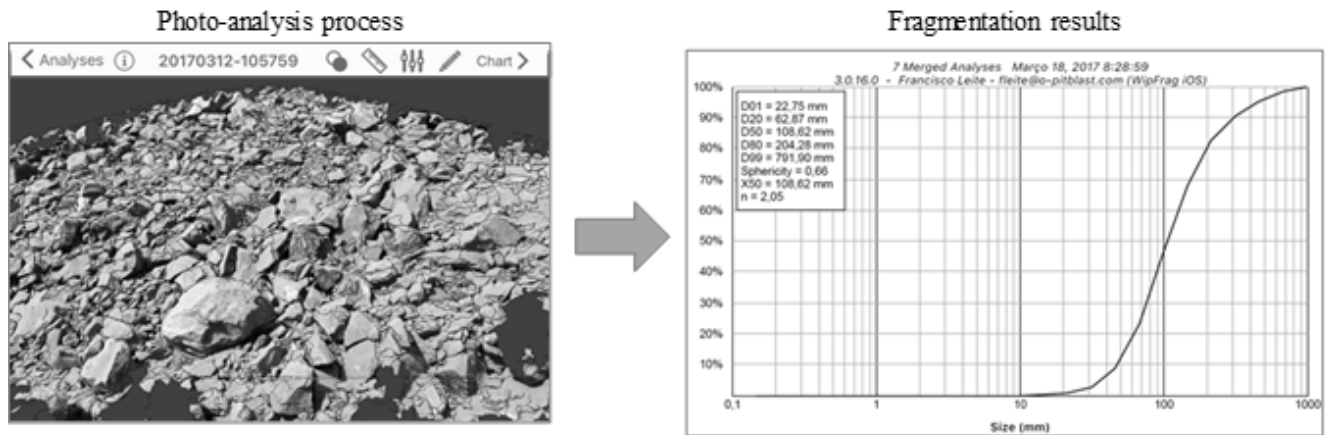 Photo-analysis process
Analyses
20170312-105759
Chart
Fragmentation results
7 Merged Analyses Março 18, 2017 8:28:59
3.0.16.0 - Francisco Leite - fleite@o-pitblast.com (WipFrag iOS)
D01 = 22,75 mm
D20 = 62,87 mm
D50 = 108,62 mm
D80 = 204,28 mm
D99 = 791,90 mm
Sphericity = 0,66
X50 = 108,62 mm
n = 2,05
100%
90%
80%
70%
60%
50%
40%
30%
20%
10%
0,1 1 10 100 1000
Size (mm)